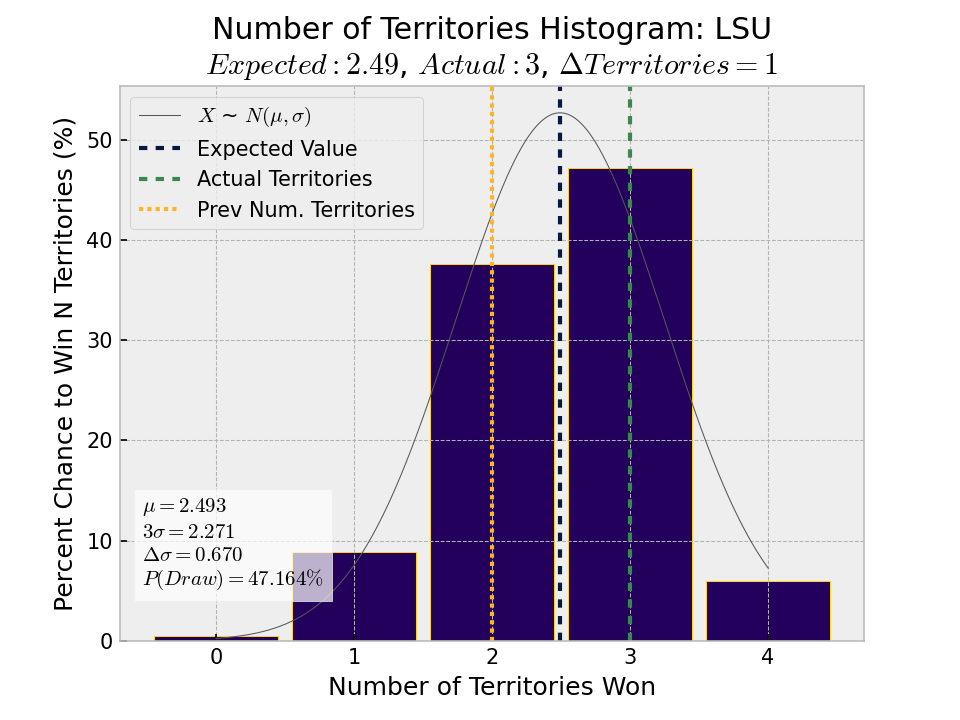 Number of Territories Histogram: LSU
Expected : 2.49, Actual : 3, ΔTerritories = 1
X ~ N(μ, σ)
Expected Value
Actual Territories
Prev Num. Territories
Percent Chance to Win N Territories (%)
50
40
30
20
10
0
μ = 2.493
3σ = 2.271
Δσ = 0.670
P(Draw) = 47.164%
0 1 2 3 4
Number of Territories Won